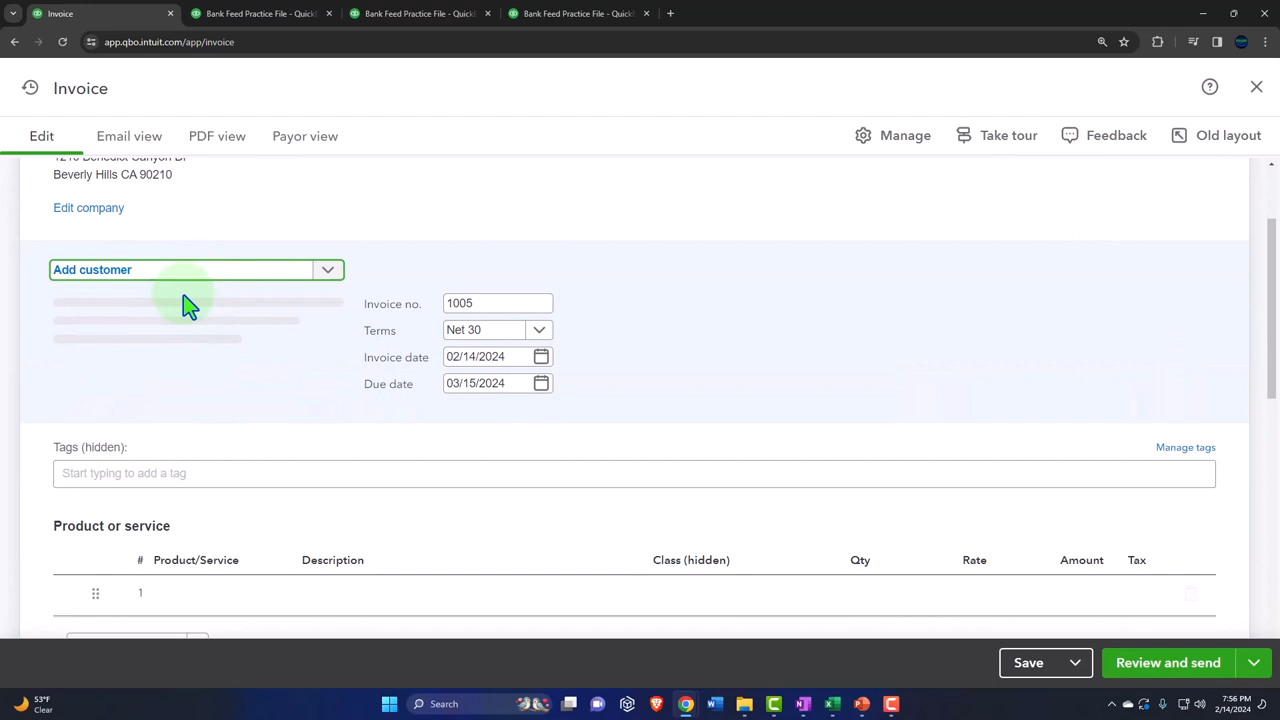 Invoice
Bank Feed Practice File - Quick
Bank Feed Practice File - Quick
Bank Feed Practice File - Quick
app.qbo.intuit.com/app/invoice
Invoice
Edit
Email view
PDF view
Payor view
Manage
Take tour
Feedback
Old layout
Beverly Hills CA 90210
Edit company
Add customer
Invoice no. 1005
Terms Net 30
Invoice date 02/14/2024
Due date 03/15/2024
Tags (hidden):
Manage tags
Start typing to add a tag
Product or service
# Product/Service Description Class (hidden) Qty Rate Amount Tax
1
Save
Review and send
53°F
Clear
Search
7:56 PM
2/14/2024